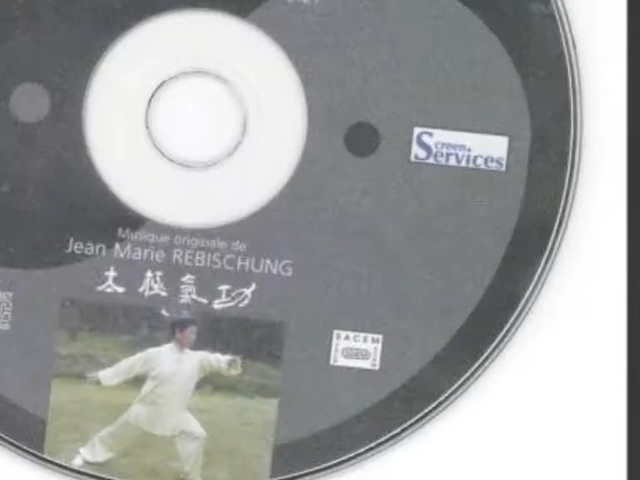 Screen
Services
Musique originale de
Jean Marie REBISCHUNG
太極氣功
SACEM